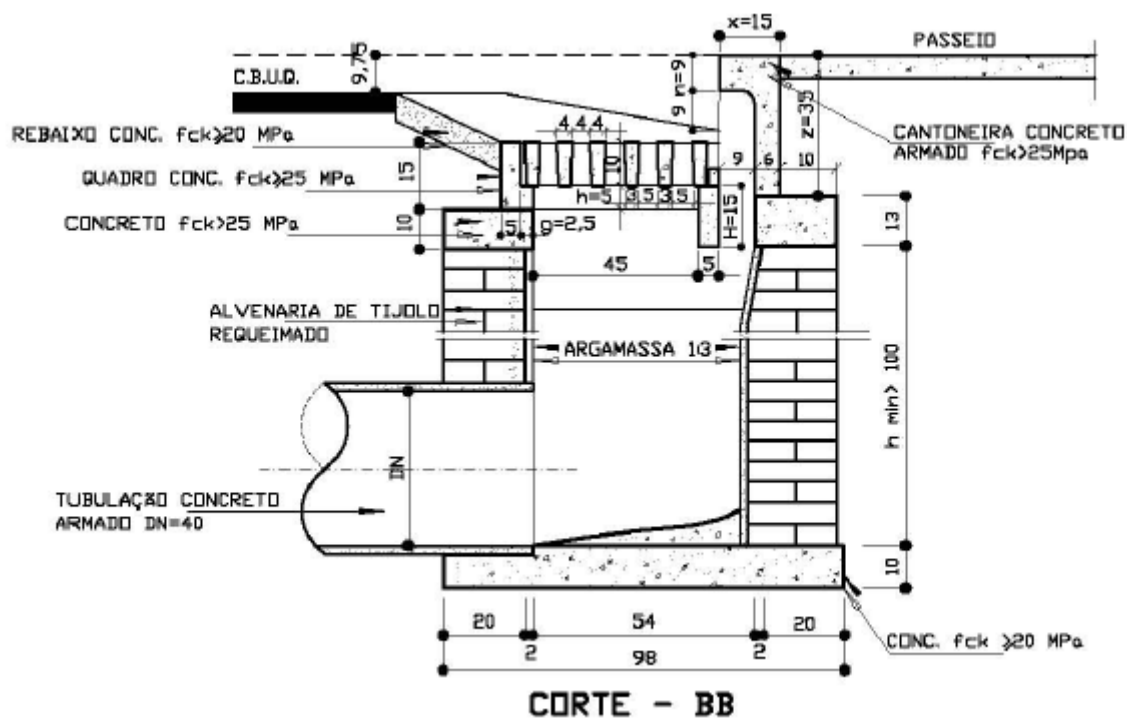 x=15
PASSEIO
9,75
C.B.U.Q.
9 n=9
z=35
REBAIXO CONC. fck≥20 MPa
4 4 4
CANTONEIRA CONCRETO
ARMADO fck>25Mpa
15
10
9 6 10
QUADRO CONC. fck≥25 MPa
h=5
3 5 3 5
H=15
CONCRETO fck>25 MPa
10
5
g=2,5
13
45
5
ALVENARIA DE TIJOLO
REQUEIMADO
ARGAMASSA 1:3
h min> 100
DN
TUBULAÇÃO CONCRETO
ARMADO DN=40
10
20
54
20
2
2
CONC. fck ≥20 MPa
98
CORTE - BB